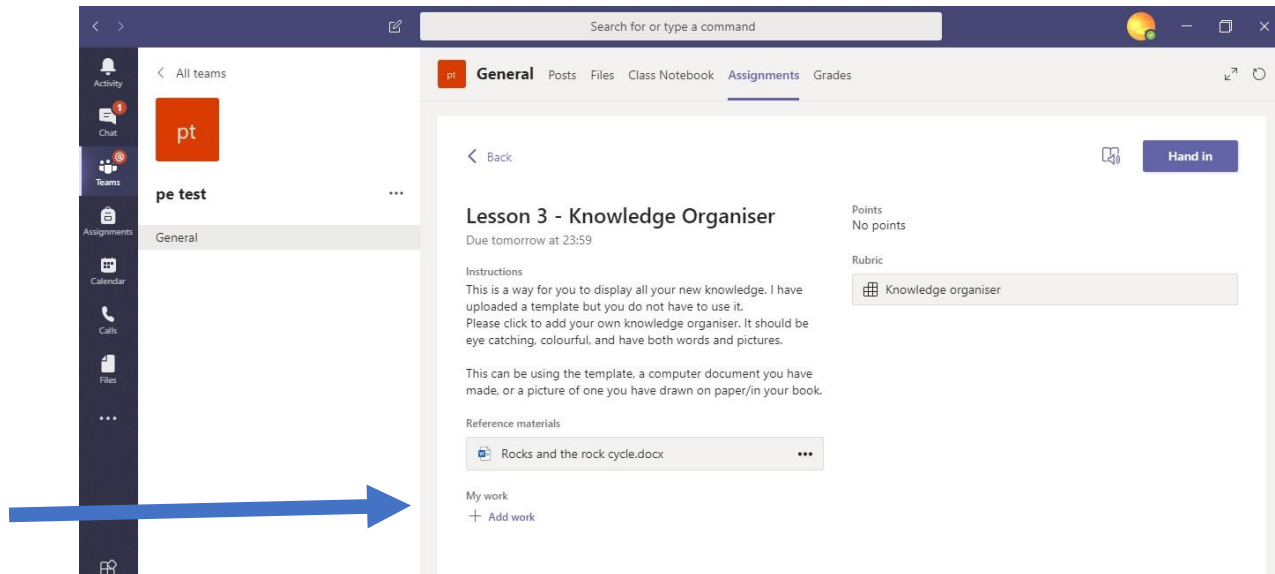 Search for or type a command
Activity
1
Chat
@
Teams
Assignments
Calendar
Calls
Files
All teams
pt
pe test
General
pt General Posts Files Class Notebook Assignments Grades
Back
Hand in
Lesson 3 - Knowledge Organiser
Due tomorrow at 23:59
Instructions
This is a way for you to display all your new knowledge. I have
uploaded a template but you do not have to use it.
Please click to add your own knowledge organiser. It should be
eye catching, colourful, and have both words and pictures.
This can be using the template, a computer document you have
made, or a picture of one you have drawn on paper/in your book.
Reference materials
Rocks and the rock cycle.docx
My work
+ Add work
Points
No points
Rubric
Knowledge organiser